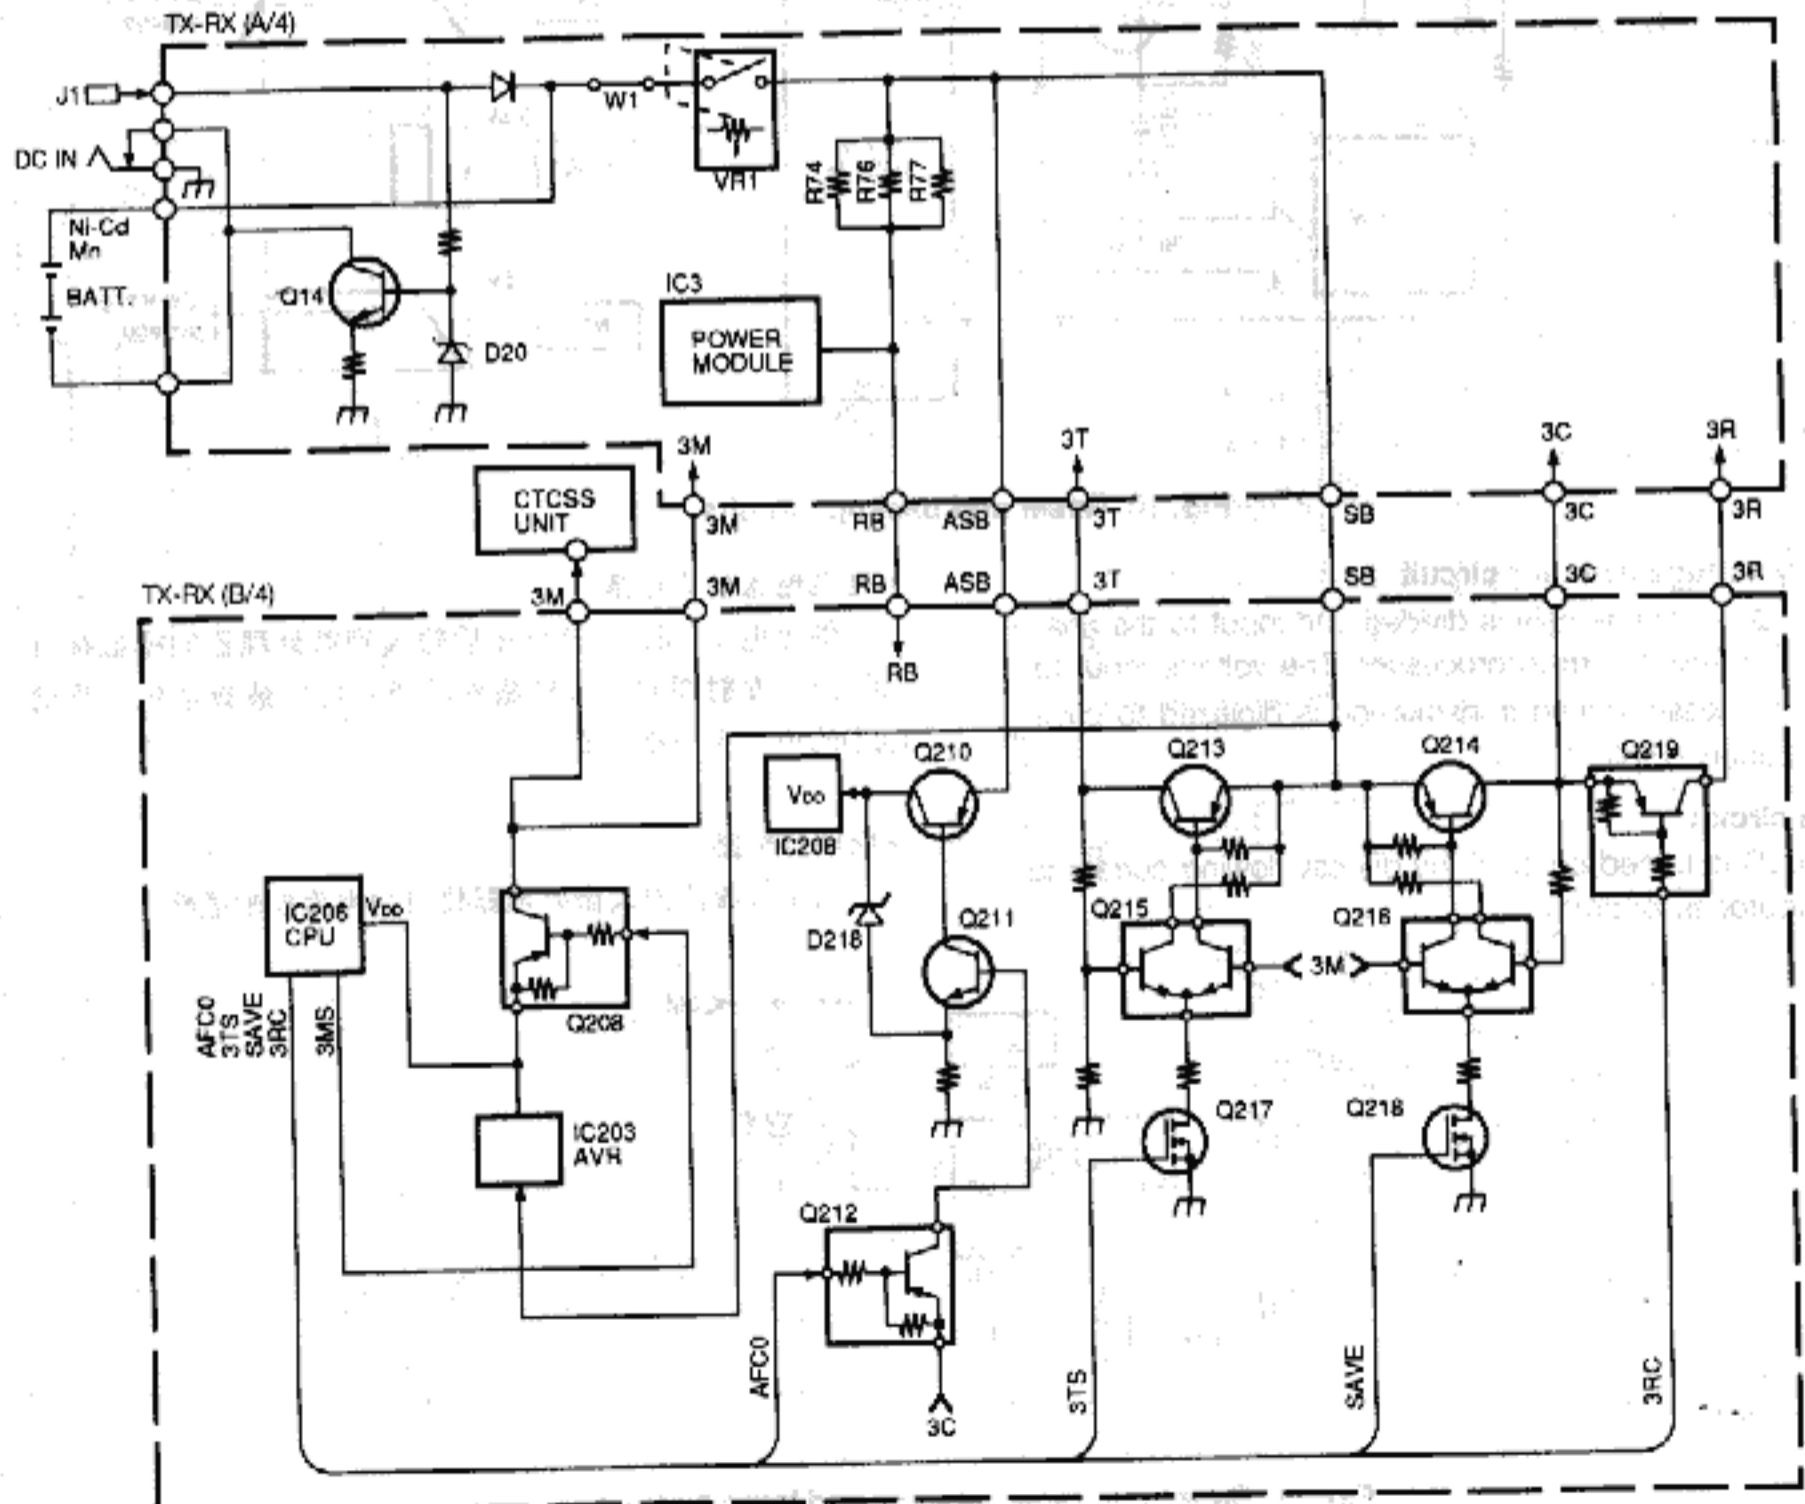 TX-RX (A/4)
J1
DC IN
Ni-Cd
Mn
BATT.
W1
VR1
R74
R76
R77
Q14
D20
IC3
POWER
MODULE
3M
3T
3C
3R
CTCSS
UNIT
3M
RB
ASB
3T
SB
3C
3R
TX-RX (B/4)
3M
3M
RB
ASB
3T
SB
3C
3R
RB
Q210
Q213
Q214
Q219
VDD
IC208
IC206
CPU
VDD
D218
Q211
Q215
Q216
3M
Q208
AFC0
3TS
SAVE
3RC
3MS
IC203
AVR
Q217
Q218
Q212
3C
AFC0
3TS
SAVE
3RC
circuit